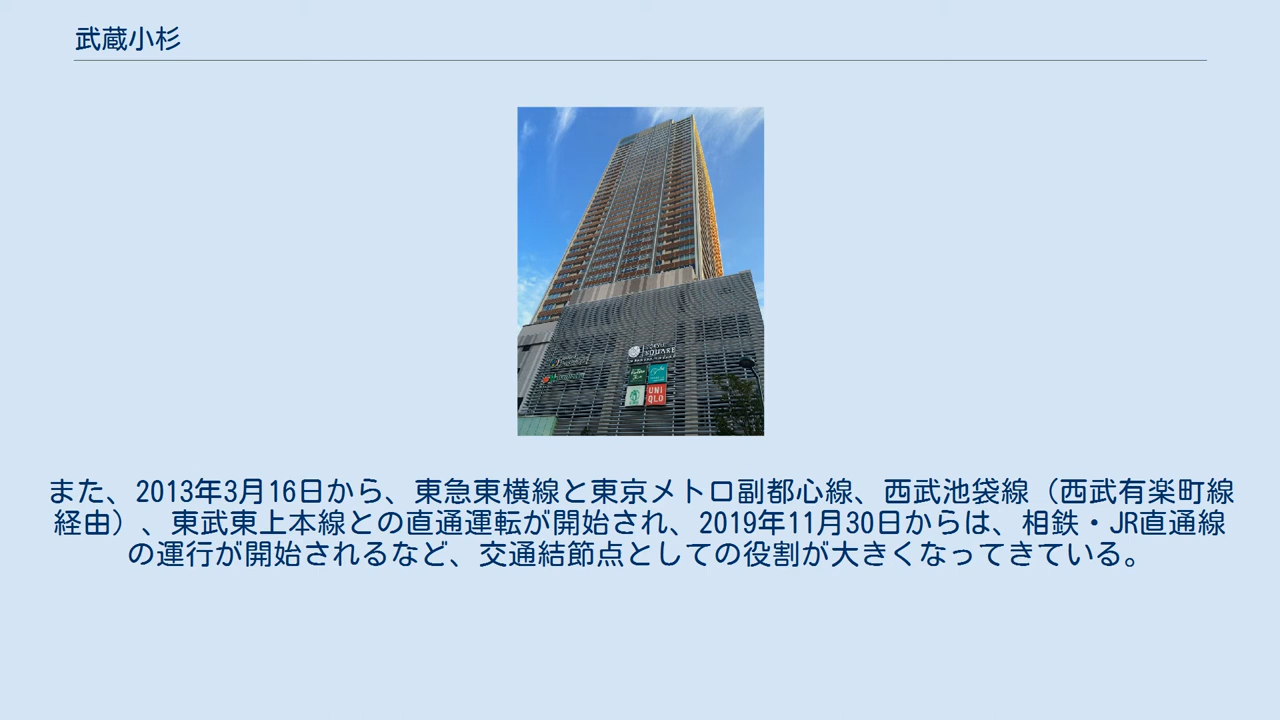 武蔵小杉
SQUARE
UNI
QLO
また、2013年3月16日から、東急東横線と東京メトロ副都心線、西武池袋線（西武有楽町線
経由）、東武東上本線との直通運転が開始され、2019年11月30日からは、相鉄・JR直通線
の運行が開始されるなど、交通結節点としての役割が大きくなってきている。